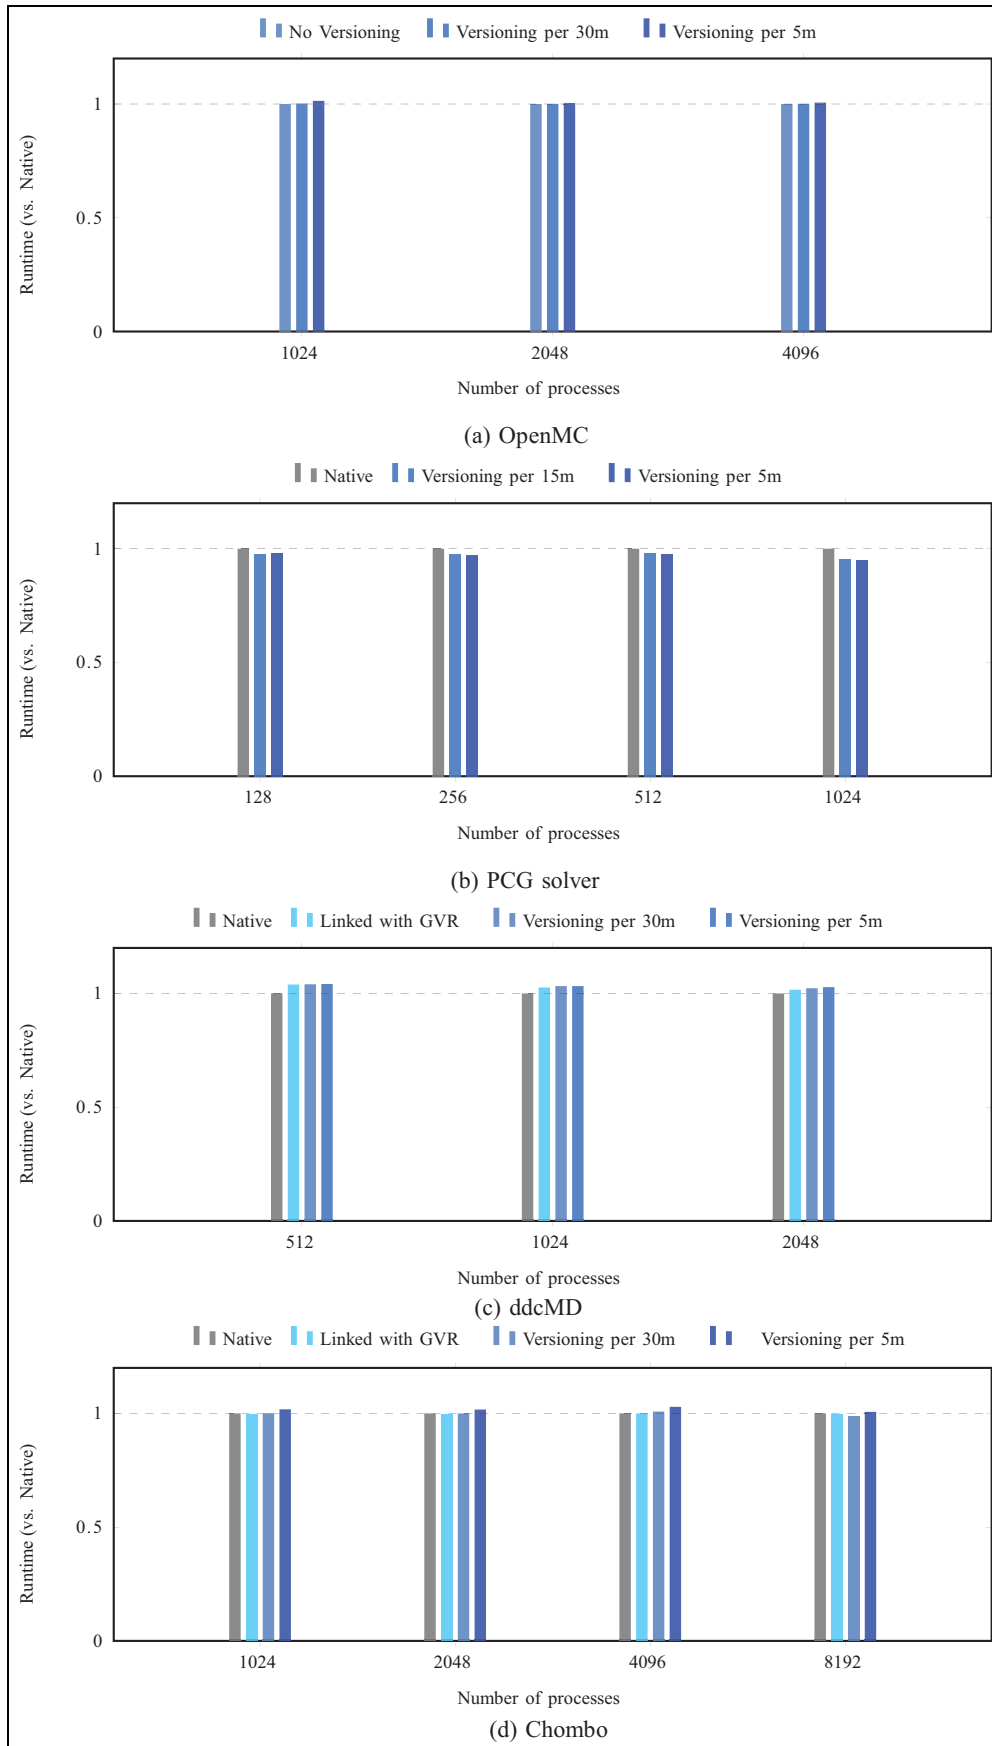 No Versioning Versioning per 30m Versioning per 5m
1
0.5
0
Runtime (vs. Native)
1024 2048 4096
Number of processes
(a) OpenMC
Native Versioning per 15m Versioning per 5m
1
0.5
0
Runtime (vs. Native)
128 256 512 1024
Number of processes
(b) PCG solver
Native Linked with GVR Versioning per 30m Versioning per 5m
1
0.5
0
Runtime (vs. Native)
512 1024 2048
Number of processes
(c) ddcMD
Native Linked with GVR Versioning per 30m Versioning per 5m
1
0.5
0
Runtime (vs. Native)
1024 2048 4096 8192
Number of processes
(d) Chombo